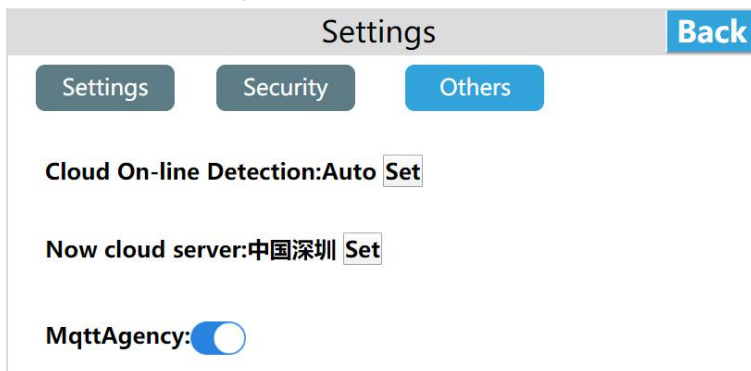 Settings Back
Settings Security Others
Cloud On-line Detection:Auto Set
Now cloud server:中国深圳 Set
MqttAgency: